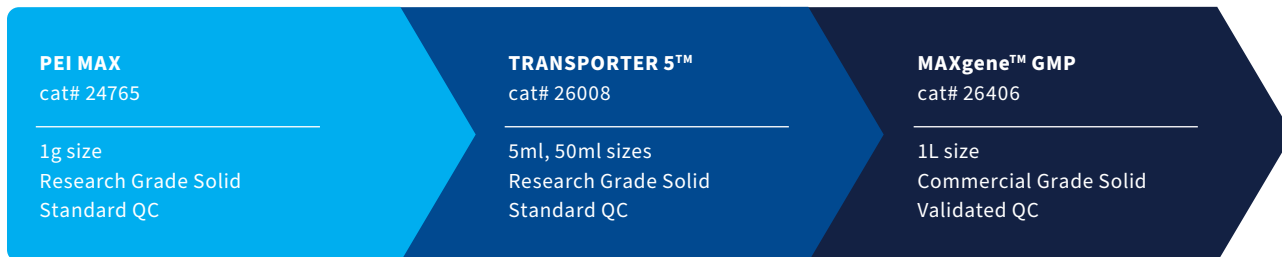 PEI MAX
cat# 24765
1g size
Research Grade Solid
Standard QC
TRANSPORTER 5™
cat# 26008
5ml, 50ml sizes
Research Grade Solid
Standard QC
MAXgene™ GMP
cat# 26406
1L size
Commercial Grade Solid
Validated QC